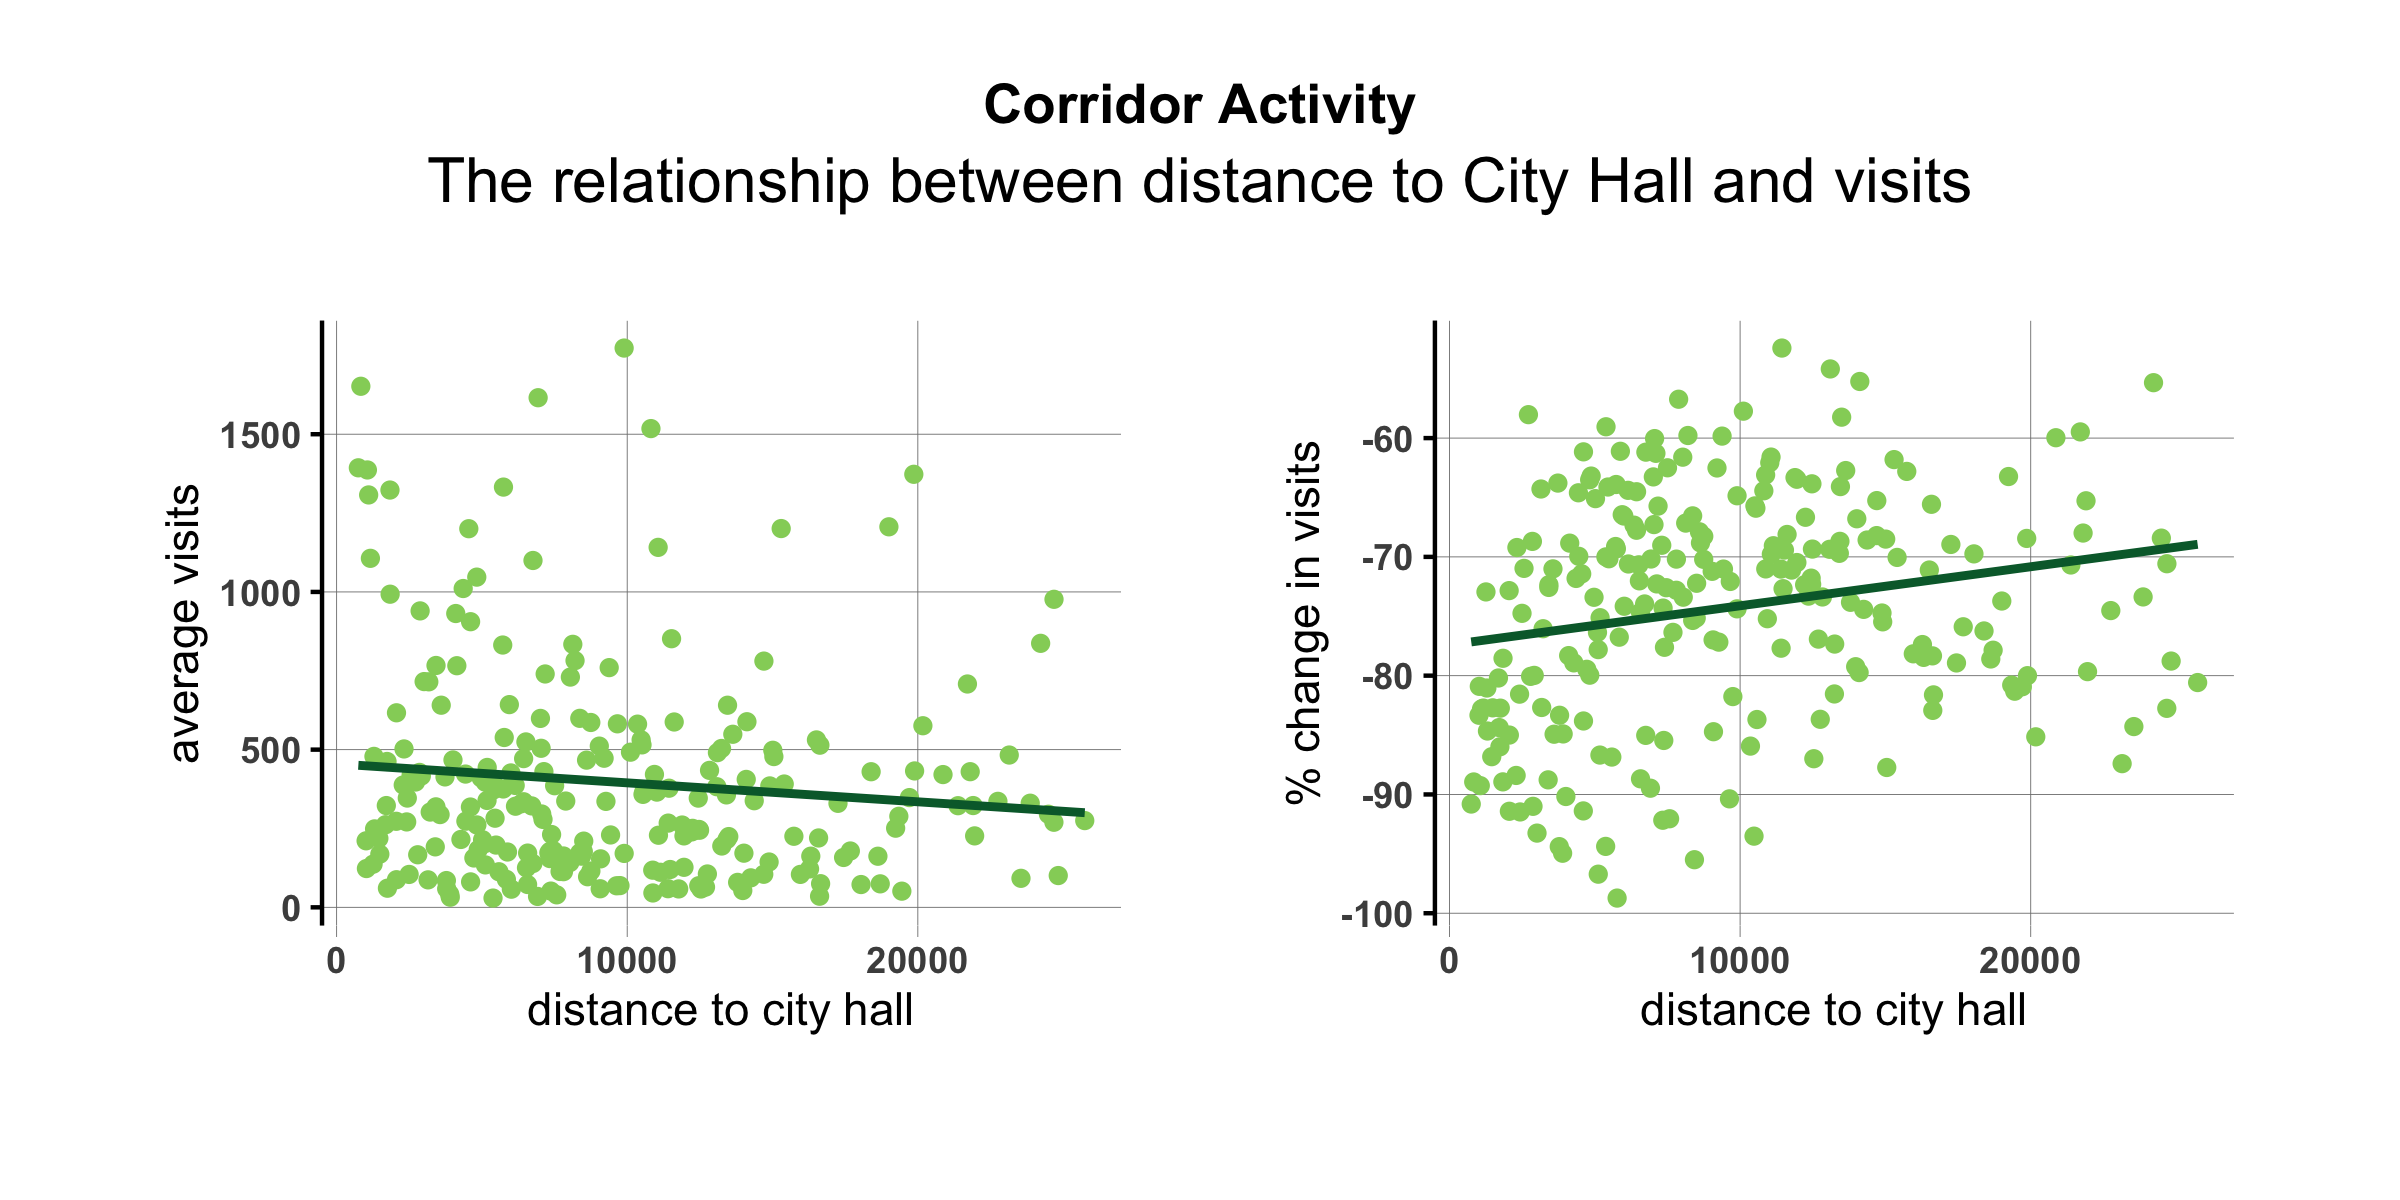 Corridor Activity
The relationship between distance to City Hall and visits
average visits
1500
1000
500
0
0 10000 20000
distance to city hall
% change in visits
-60
-70
-80
-90
-100
0 10000 20000
distance to city hall